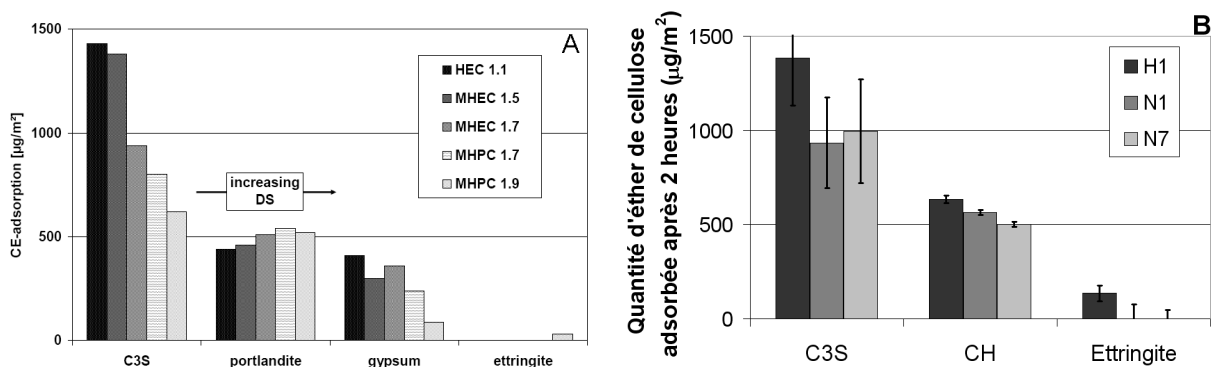 A
CE-adsorption [µg/m²]
1500
1000
500
0
HEC 1.1
MHEC 1.5
MHEC 1.7
MHPC 1.7
MHPC 1.9
increasing
DS
C3S portlandite gypsum ettringite
B
Quantité d'éther de cellulose
adsorbée après 2 heures (µg/m²)
1500
1000
500
0
H1
N1
N7
C3S CH Ettringite